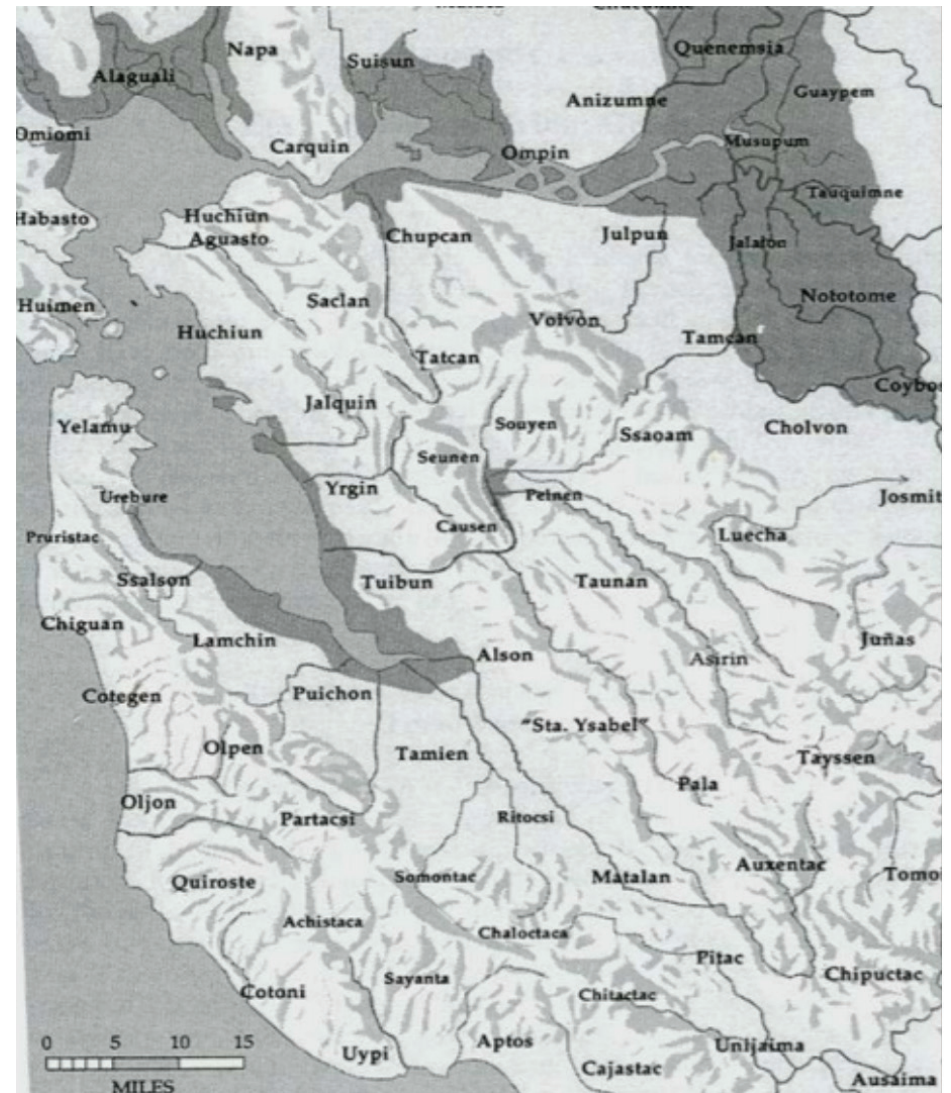 Napa
Quenemsia
Suisun
Alaguali
Guaypem
Anizumne
Omiomi
Carquin
Ompin
Musupum
Tauquimne
Habasto
Huchiun
Aguasto
Chupcan
Julpun
Jalalon
Saclan
Nototome
Huimen
Volvon
Huchiun
Tamcan
Tatcan
Coybos
Jalquin
Yelamu
Souyen
Ssaoam
Cholvon
Seunen
Yrgin
Urebure
Peinen
Josmit
Causen
Pruristac
Luecha
Ssalson
Tuibun
Taunan
Chiguan
Lamchin
Juñas
Alson
Asirin
Puichon
Cotegen
"Sta. Ysabel"
Olpen
Tamien
Tayssen
Pala
Oljon
Partacsi
Ritocsi
Auxentac
Somontac
Matalan
Tomoi
Quiroste
Achistaca
Chaloctaca
Pitac
Sayanta
Chipuctac
Cotoni
Chitactac
Aptos
Unijaima
Uypi
Cajastac
Ausaima
0 5 10 15
MILES